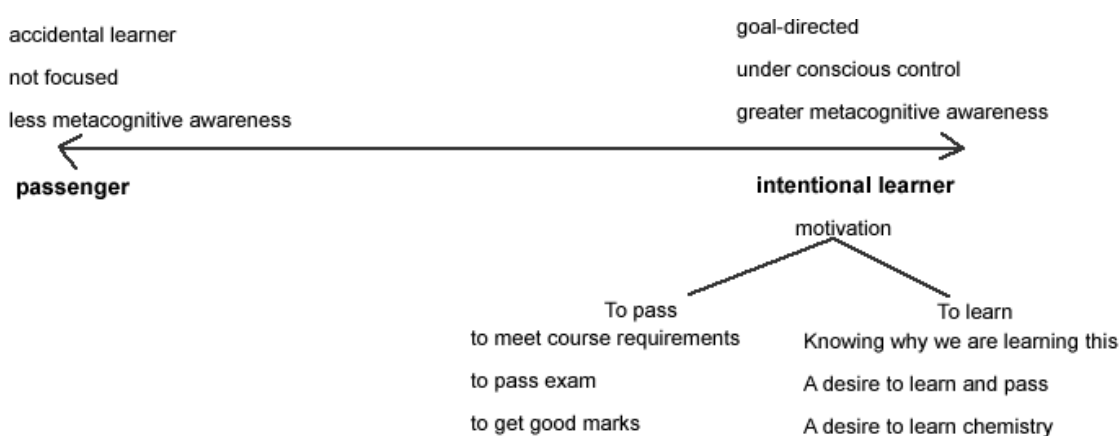 accidental learner
not focused
less metacognitive awareness
goal-directed
under conscious control
greater metacognitive awareness
passenger
intentional learner
motivation
To pass
to meet course requirements
to pass exam
to get good marks
To learn
Knowing why we are learning this
A desire to learn and pass
A desire to learn chemistry